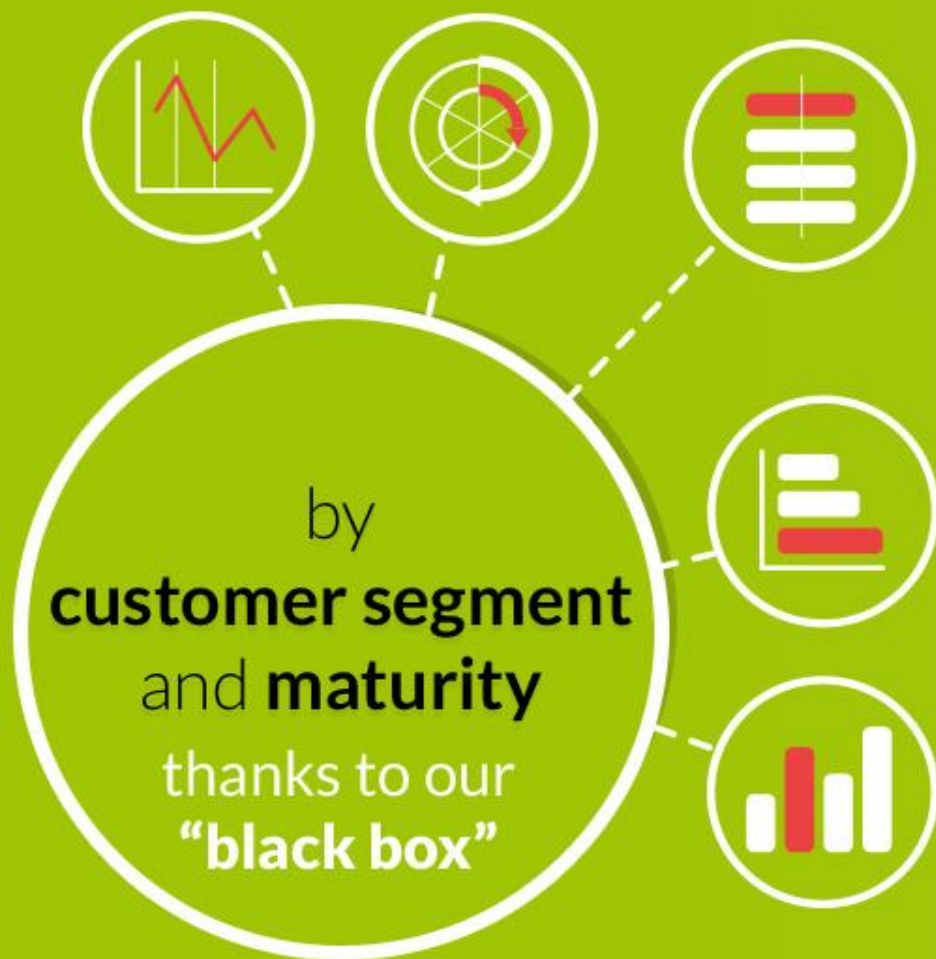 by
customer segment
and maturity
thanks to our
“black box”